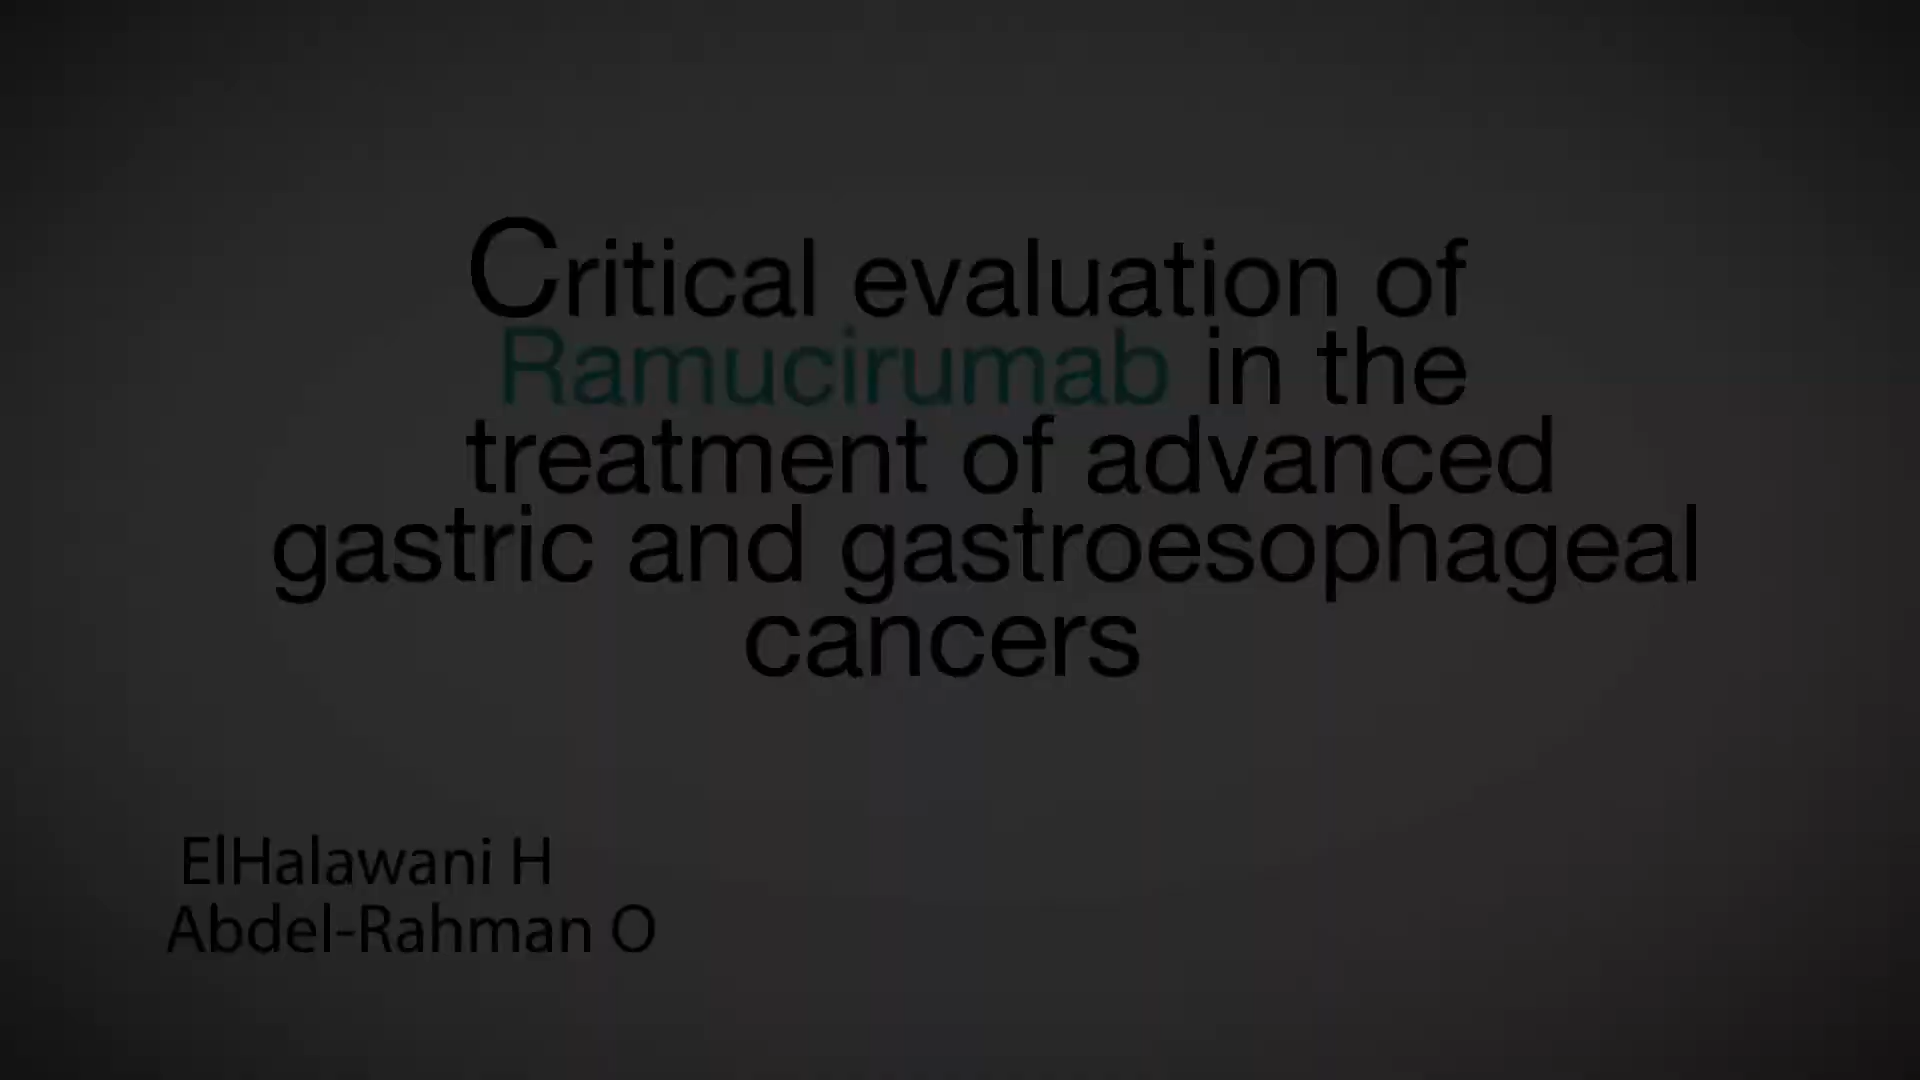 Critical evaluation of
Ramucirumab in the
treatment of advanced
gastric and gastroesophageal
cancers
ElHalawani H
Abdel-Rahman O